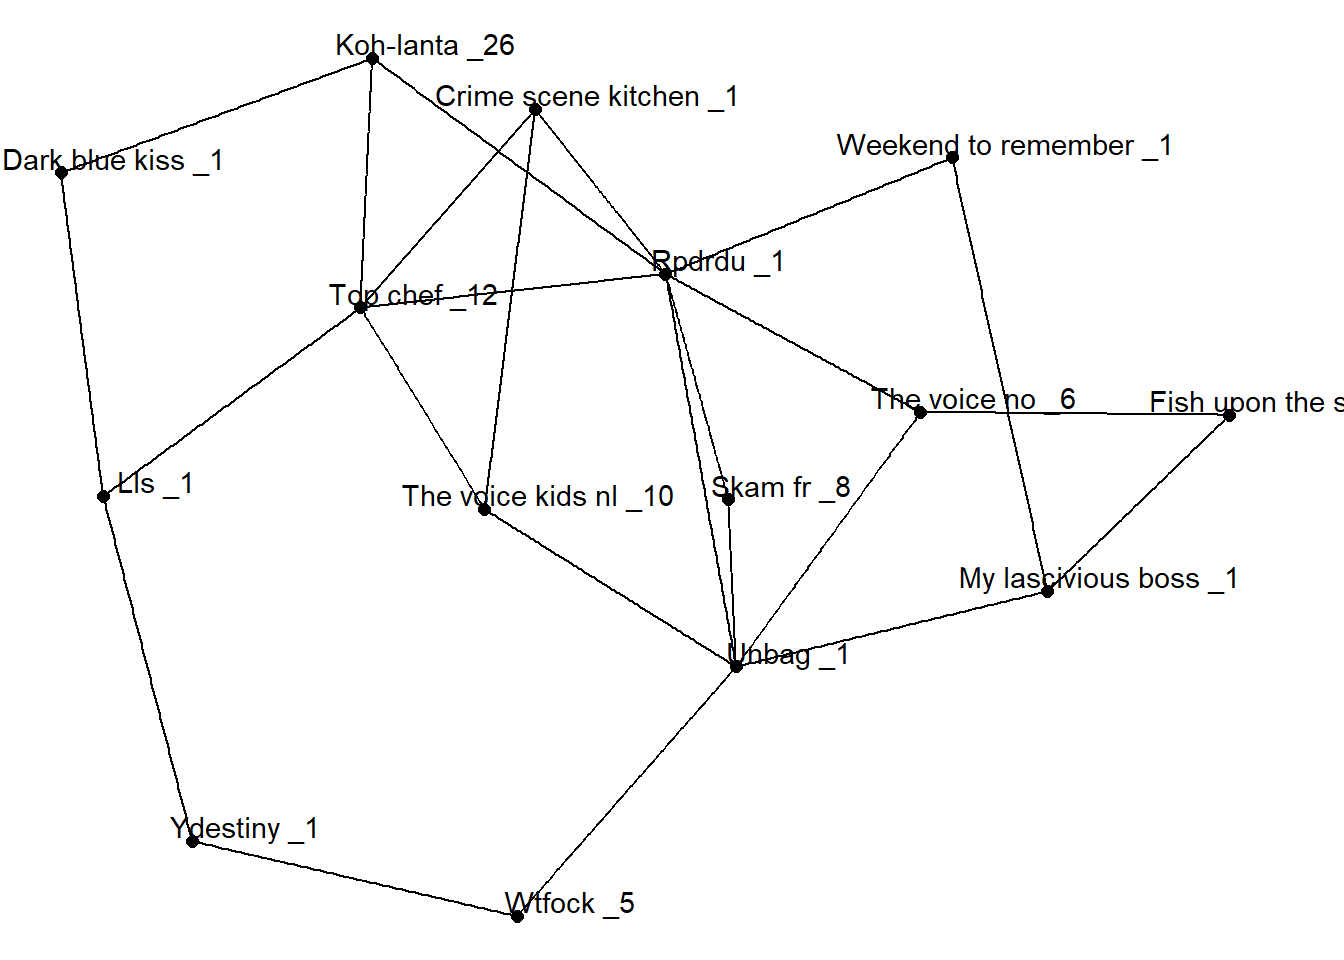 Koh-lanta _26
Crime scene kitchen _1
Weekend to remember _1
Dark blue kiss _1
Rpdrdu _1
Top chef _12
The voice no _6
Fish upon the s
Lls _1
The voice kids nl _10
Skam fr _8
My lascivious boss _1
Unbag _1
Ydestiny _1
Wtfock _5